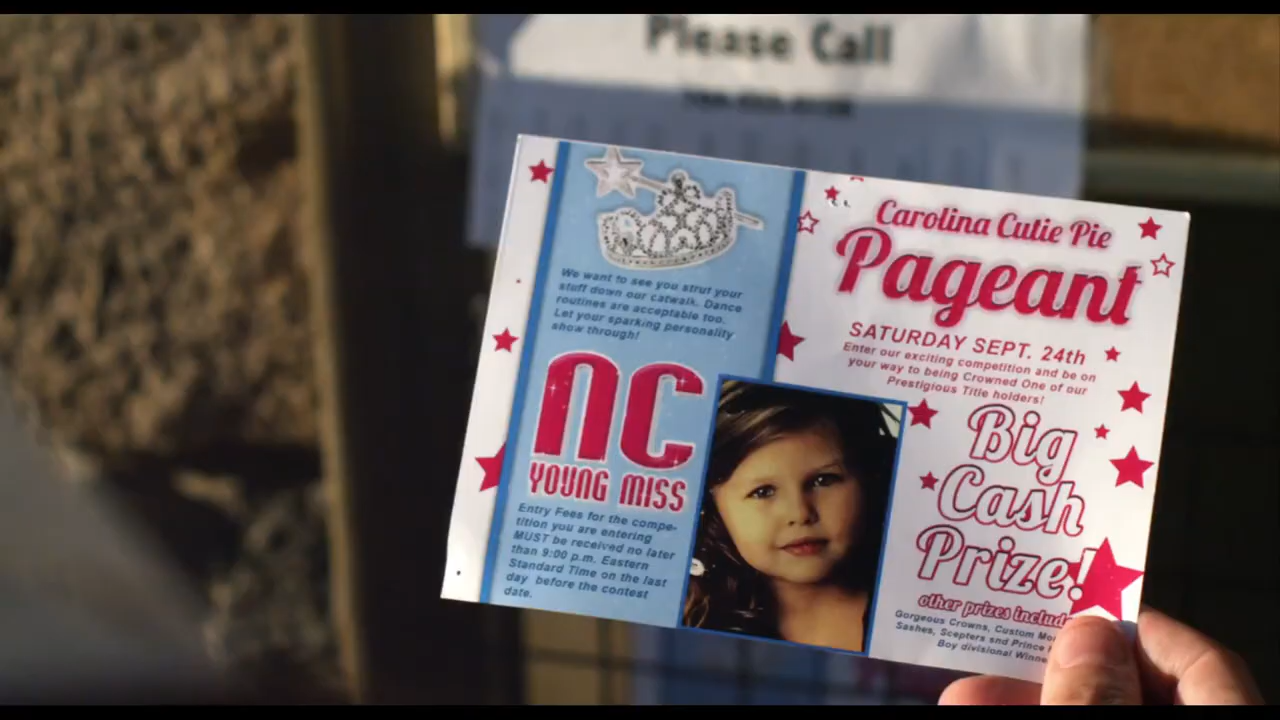 Please Call
We want to see you strut your
stuff down our catwalk. Dance
routines are acceptable too.
Let your sparking personality
show through!
NC
YOUNG MISS
Entry Fees for the compe-
tition you are entering
MUST be received no later
than 9:00 p.m. Eastern
Standard Time on the last
day before the contest
date.
Carolina Cutie Pie
Pageant
SATURDAY SEPT. 24th
Enter our exciting competition and be on
your way to being Crowned One of our
Prestigious Title holders!
Big
Cash
Prize!
other prizes includ
Gorgeous Crowns, Custom Mo
Sashes, Scepters snd Prince
Boy divisional Winne